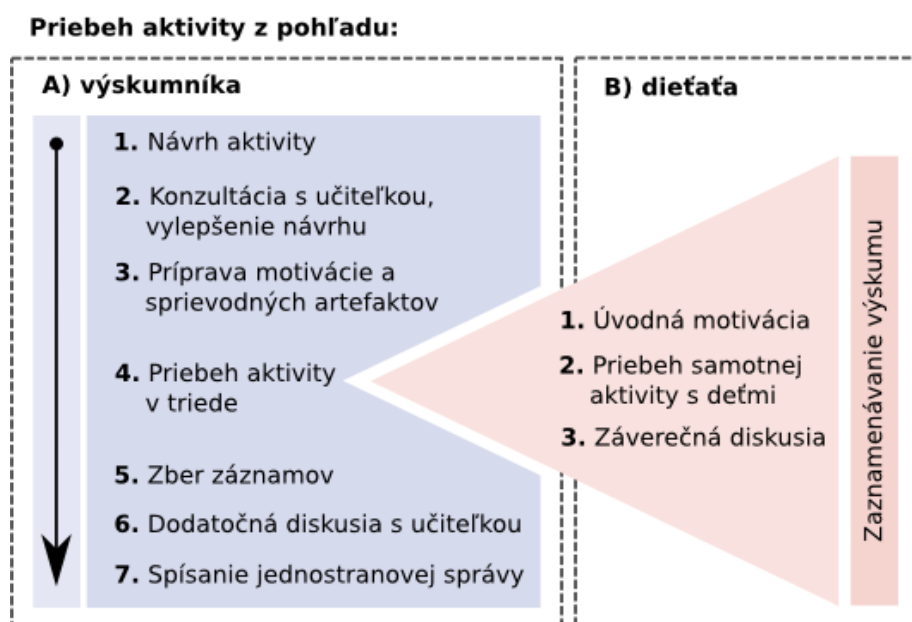 Priebeh aktivity z pohľadu:
A) výskumníka
1. Návrh aktivity
2. Konzultácia s učiteľkou,
vylepšenie návrhu
3. Príprava motivácie a
sprievodných artefaktov
4. Priebeh aktivity
v triede
5. Zber záznamov
6. Dodatočná diskusia s učiteľkou
7. Spísanie jednostranovej správy
B) dieťaťa
1. Úvodná motivácia
2. Priebeh samotnej
aktivity s deťmi
3. Záverečná diskusia
Zaznamenávanie výskumu